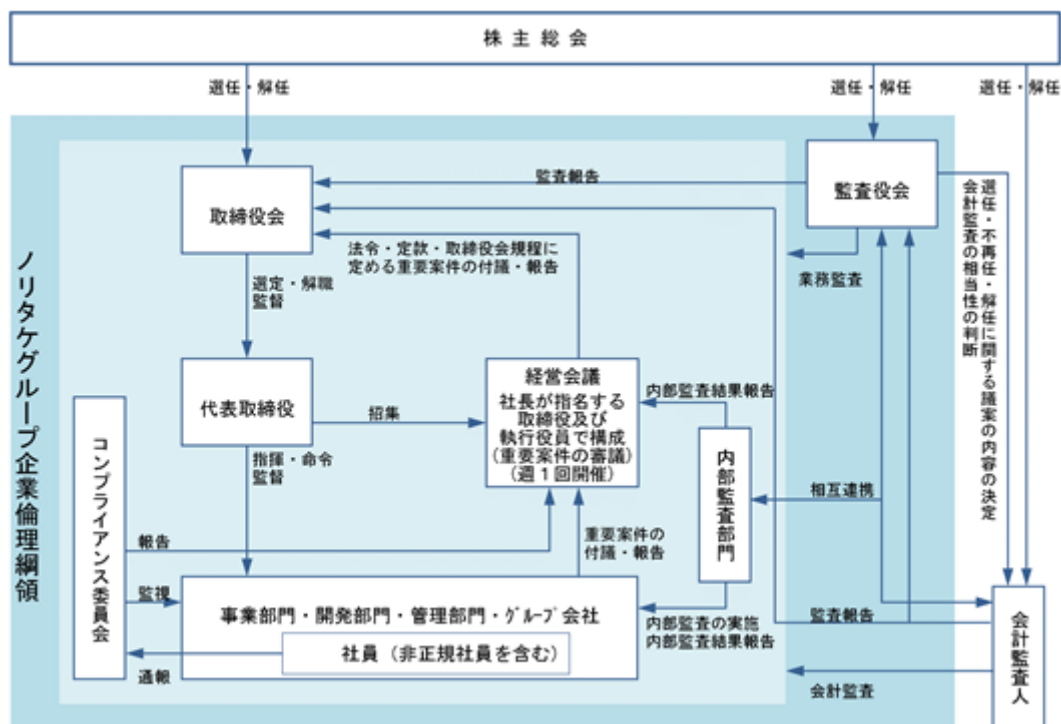 株主総会
選任・解任
選任・解任
選任・解任
ノリタケグループ企業倫理綱領
取締役会
監査報告
監査役会
法令・定款・取締役会規程に
定める重要案件の付議・報告
業務監査
選任・不再任・解任に関する議案の内容の決定
会計監査の相当性の判断
選定・解職
監督
代表取締役
招集
経営会議
社長が指名する
取締役及び
執行役員で構成
(重要案件の審議)
(週1回開催)
内部監査結果報告
内部監査部門
相互連携
指揮・命令
監督
コンプライアンス委員会
報告
重要案件の
付議・報告
監視
事業部門・開発部門・管理部門・グループ会社
社員(非正規社員を含む)
通報
内部監査の実施
内部監査結果報告
監査報告
会計監査
会計監査人